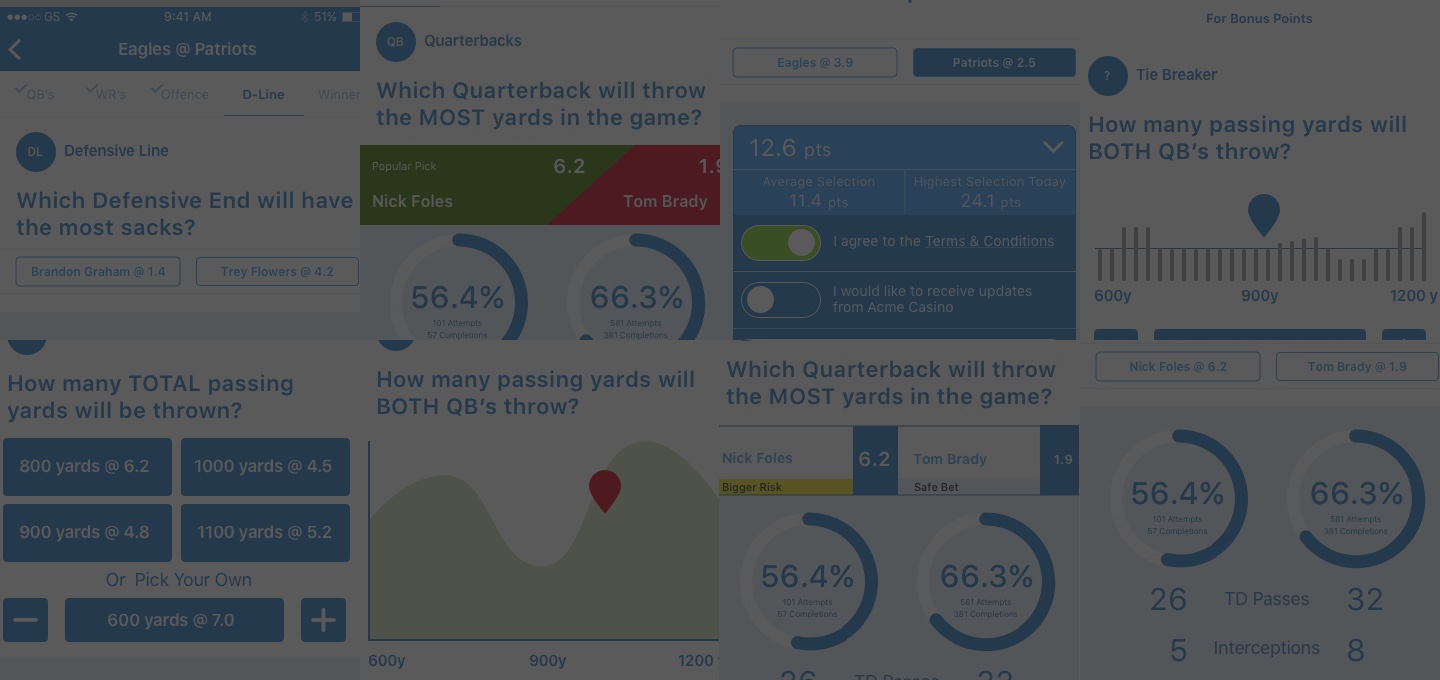 GS
9:41 AM
51%
Eagles @ Patriots
QB's
WR's
Offence
D-Line
Winner
DL
Defensive Line
Which Defensive End will have
the most sacks?
Brandon Graham @ 1.4
Trey Flowers @ 4.2
QB
Quarterbacks
Which Quarterback will throw
the MOST yards in the game?
Popular Pick
6.2
1.9
Nick Foles
Tom Brady
56.4%
101 Attempts
57 Completions
66.3%
581 Attempts
381 Completions
Eagles @ 3.9
Patriots @ 2.5
12.6 pts
Average Selection
11.4 pts
Highest Selection Today
24.1 pts
I agree to the Terms & Conditions
I would like to receive updates
from Acme Casino
For Bonus Points
?
Tie Breaker
How many passing yards will
BOTH QB's throw?
600y
900y
1200 y
How many TOTAL passing
yards will be thrown?
800 yards @ 6.2
1000 yards @ 4.5
900 yards @ 4.8
1100 yards @ 5.2
Or Pick Your Own
600 yards @ 7.0
How many passing yards will
BOTH QB's throw?
600y
900y
1200
Which Quarterback will throw
the MOST yards in the game?
Nick Foles
6.2
Tom Brady
1.9
Bigger Risk
Safe Bet
56.4%
101 Attempts
57 Completions
66.3%
581 Attempts
381 Completions
26
TD Passes
32
Nick Foles @ 6.2
Tom Brady @ 1.9
56.4%
101 Attempts
57 Completions
66.3%
581 Attempts
381 Completions
26
TD Passes
32
5
Interceptions
8